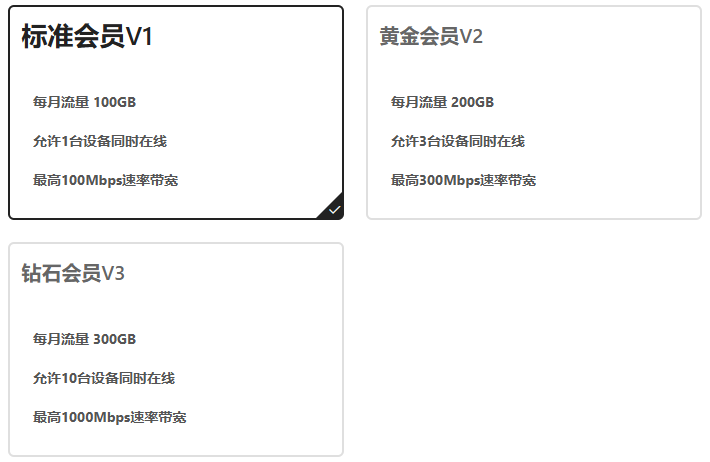 标准会员V1
每月流量 100GB
允许1台设备同时在线
最高100Mbps速率带宽
黄金会员V2
每月流量 200GB
允许3台设备同时在线
最高300Mbps速率带宽
钻石会员V3
每月流量 300GB
允许10台设备同时在线
最高1000Mbps速率带宽